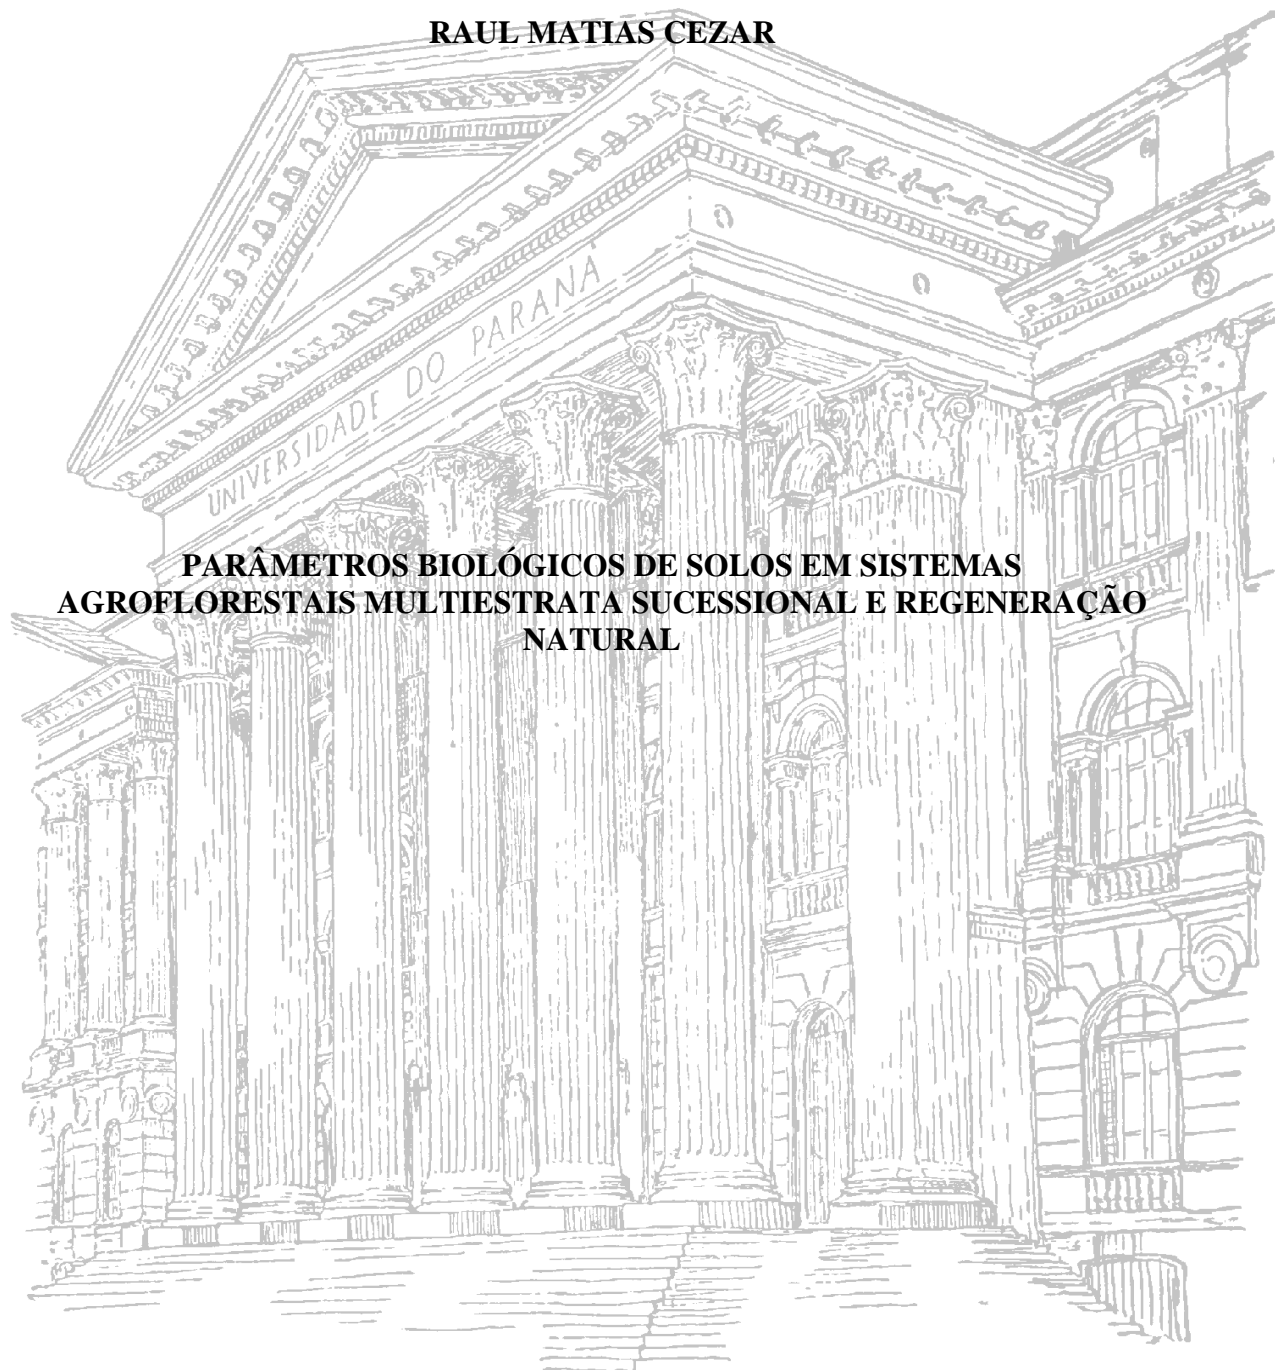 RAUL MATIAS CEZAR
UNIVERSIDADE DO PARANÁ
PARÂMETROS BIOLÓGICOS DE SOLOS EM SISTEMAS
AGROFLORESTAIS MULTIESTRATA SUCESSIONAL E REGENERAÇÃO
NATURAL